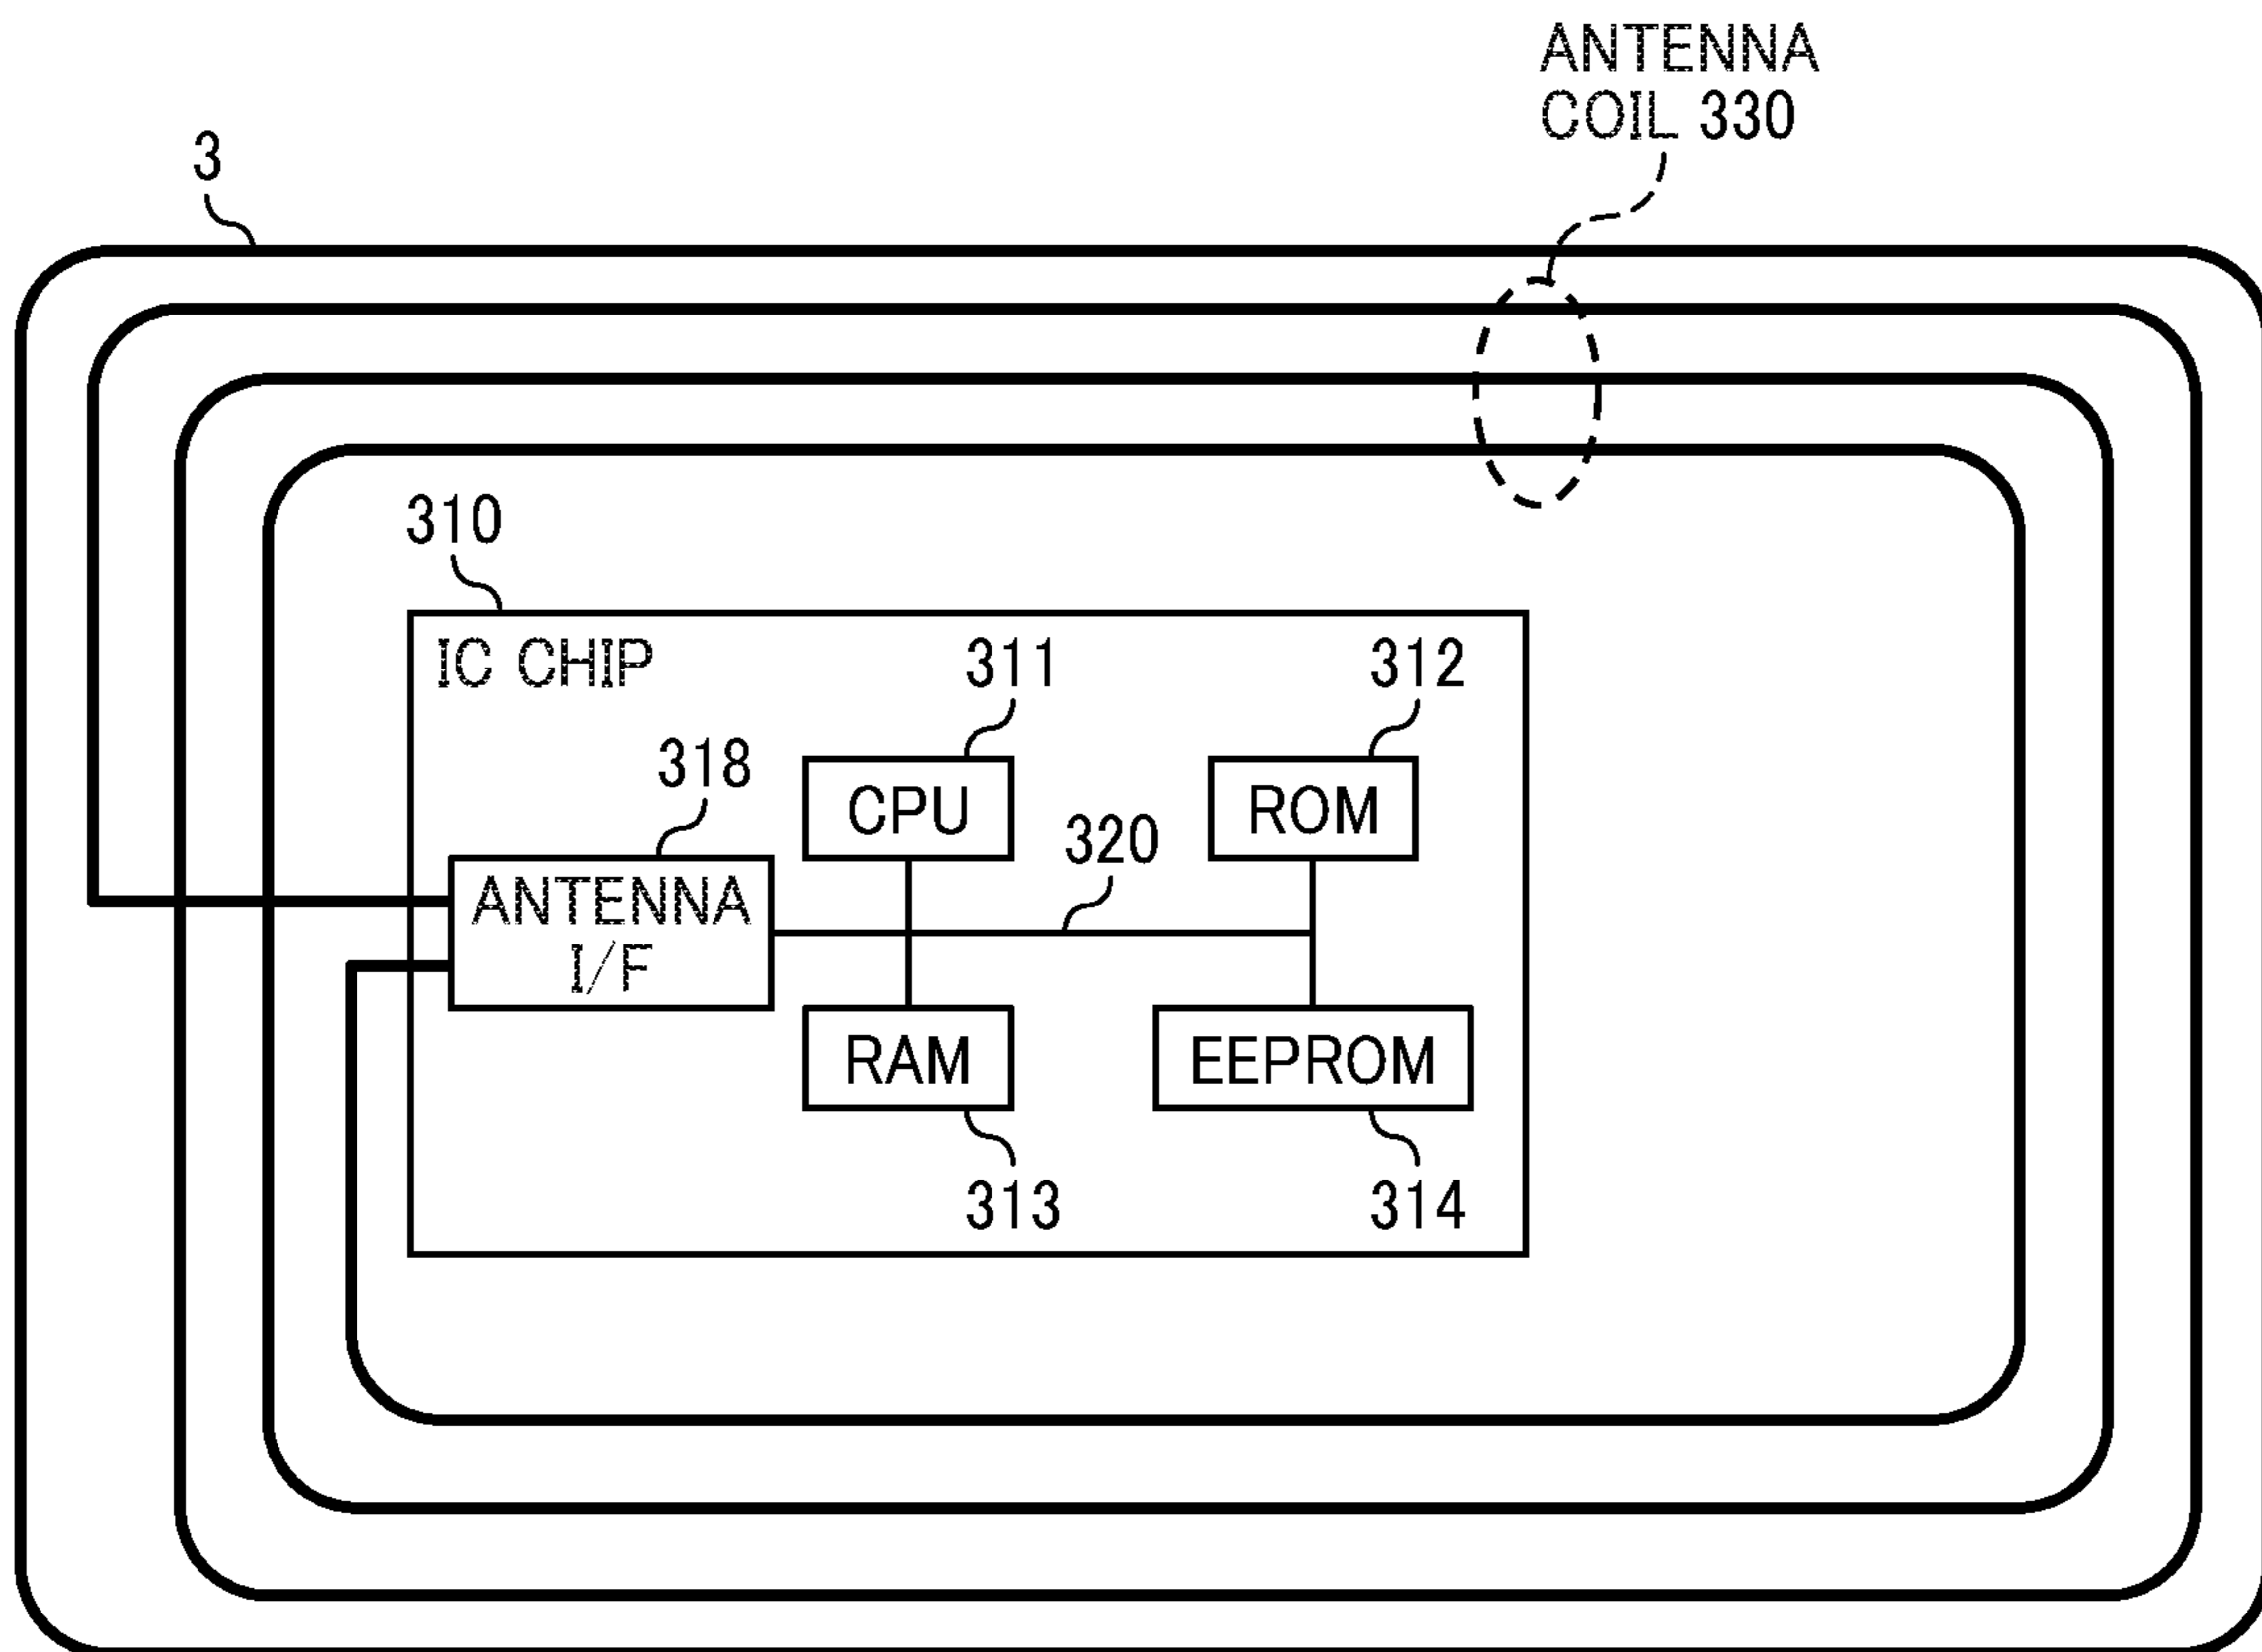 ANTENNA
COIL 330
3
310
IC CHIP
311
312
318
CPU
ROM
320
ANTENNA
I/F
RAM
EEPROM
313
314